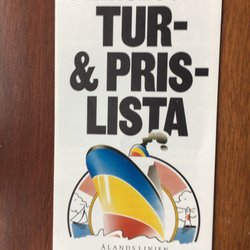 TUR-
& PRIS-
LISTA
ÅLANDSLINJEN